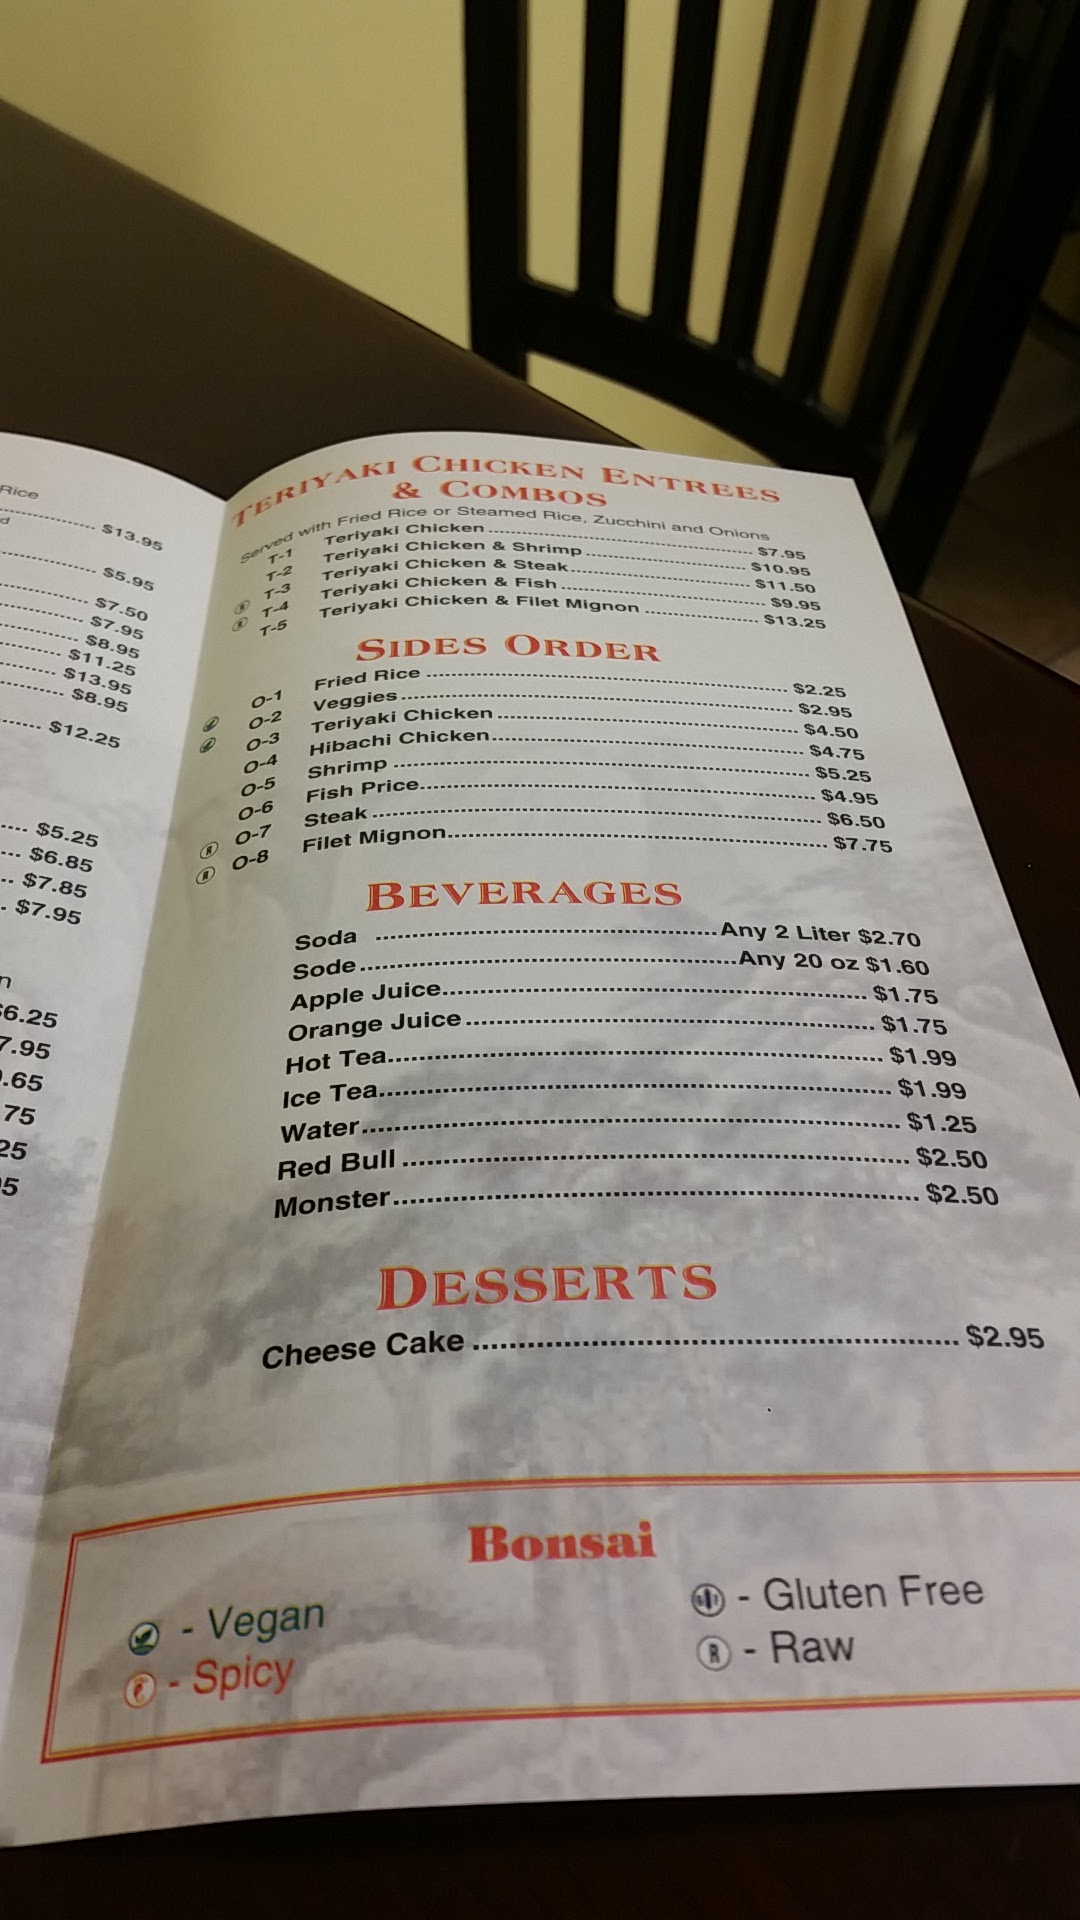 Rice
$13.95
$5.95
$7.50
$7.95
$8.95
$11.25
$13.95
$8.95
$12.25
$5.25
$6.85
$7.85
$7.95
6.25
7.95
.65
75
25
5
TERIYAKI CHICKEN ENTREES
& COMBOS
Served with Fried Rice or Steamed Rice, Zucchini and Onions
T-1 Teriyaki Chicken $7.95
T-2 Teriyaki Chicken & Shrimp $10.95
T-3 Teriyaki Chicken & Steak $11.50
T-4 Teriyaki Chicken & Fish $9.95
T-5 Teriyaki Chicken & Filet Mignon $13.25
SIDES ORDER
O-1 Fried Rice $2.25
O-2 Veggies $2.95
O-3 Teriyaki Chicken $4.50
O-4 Hibachi Chicken $4.75
O-5 Shrimp $5.25
O-6 Fish Price $4.95
O-7 Steak $6.50
O-8 Filet Mignon $7.75
BEVERAGES
Soda Any 2 Liter $2.70
Sode Any 20 oz $1.60
Apple Juice $1.75
Orange Juice $1.75
Hot Tea $1.99
Ice Tea $1.99
Water $1.25
Red Bull $2.50
Monster $2.50
DESSERTS
Cheese Cake $2.95
Bonsai
- Vegan
- Spicy
- Gluten Free
R - Raw